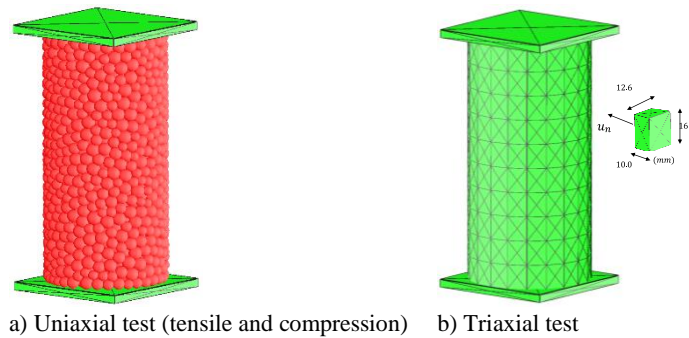 12.6
u_n
16
10.0
(mm)
a) Uniaxial test (tensile and compression)
b) Triaxial test